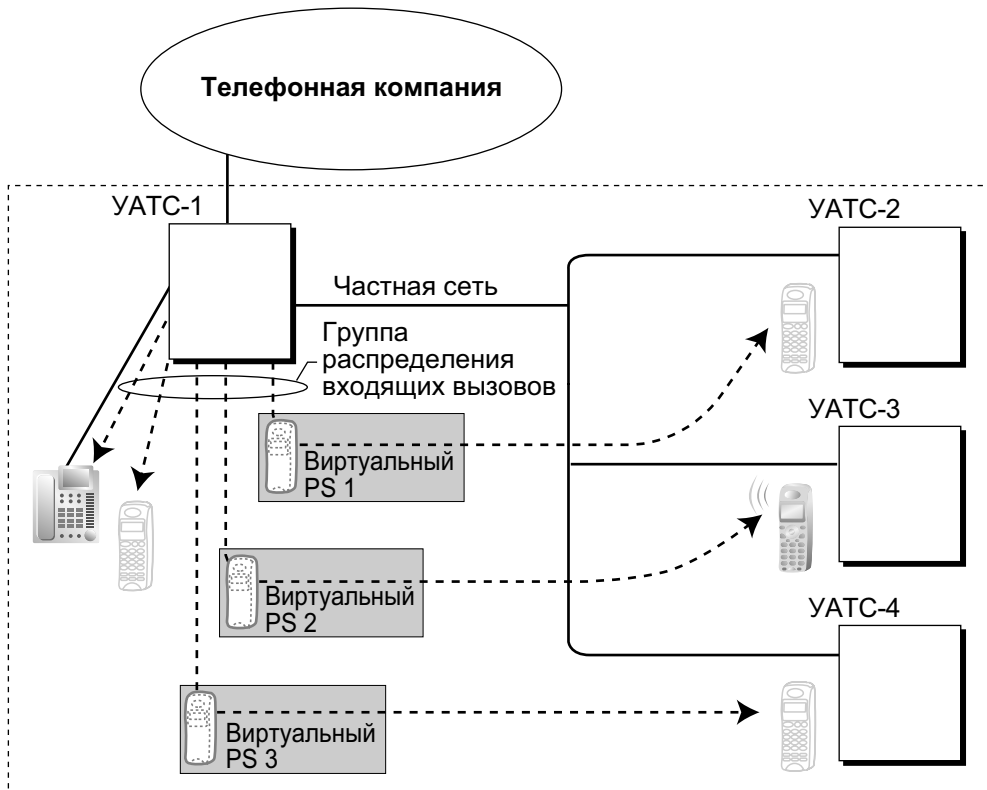 Телефонная компания
УАТС-1
УАТС-2
Частная сеть
Группа
распределения
входящих вызовов
УАТС-3
Виртуальный
PS 1
Виртуальный
PS 2
УАТС-4
Виртуальный
PS 3